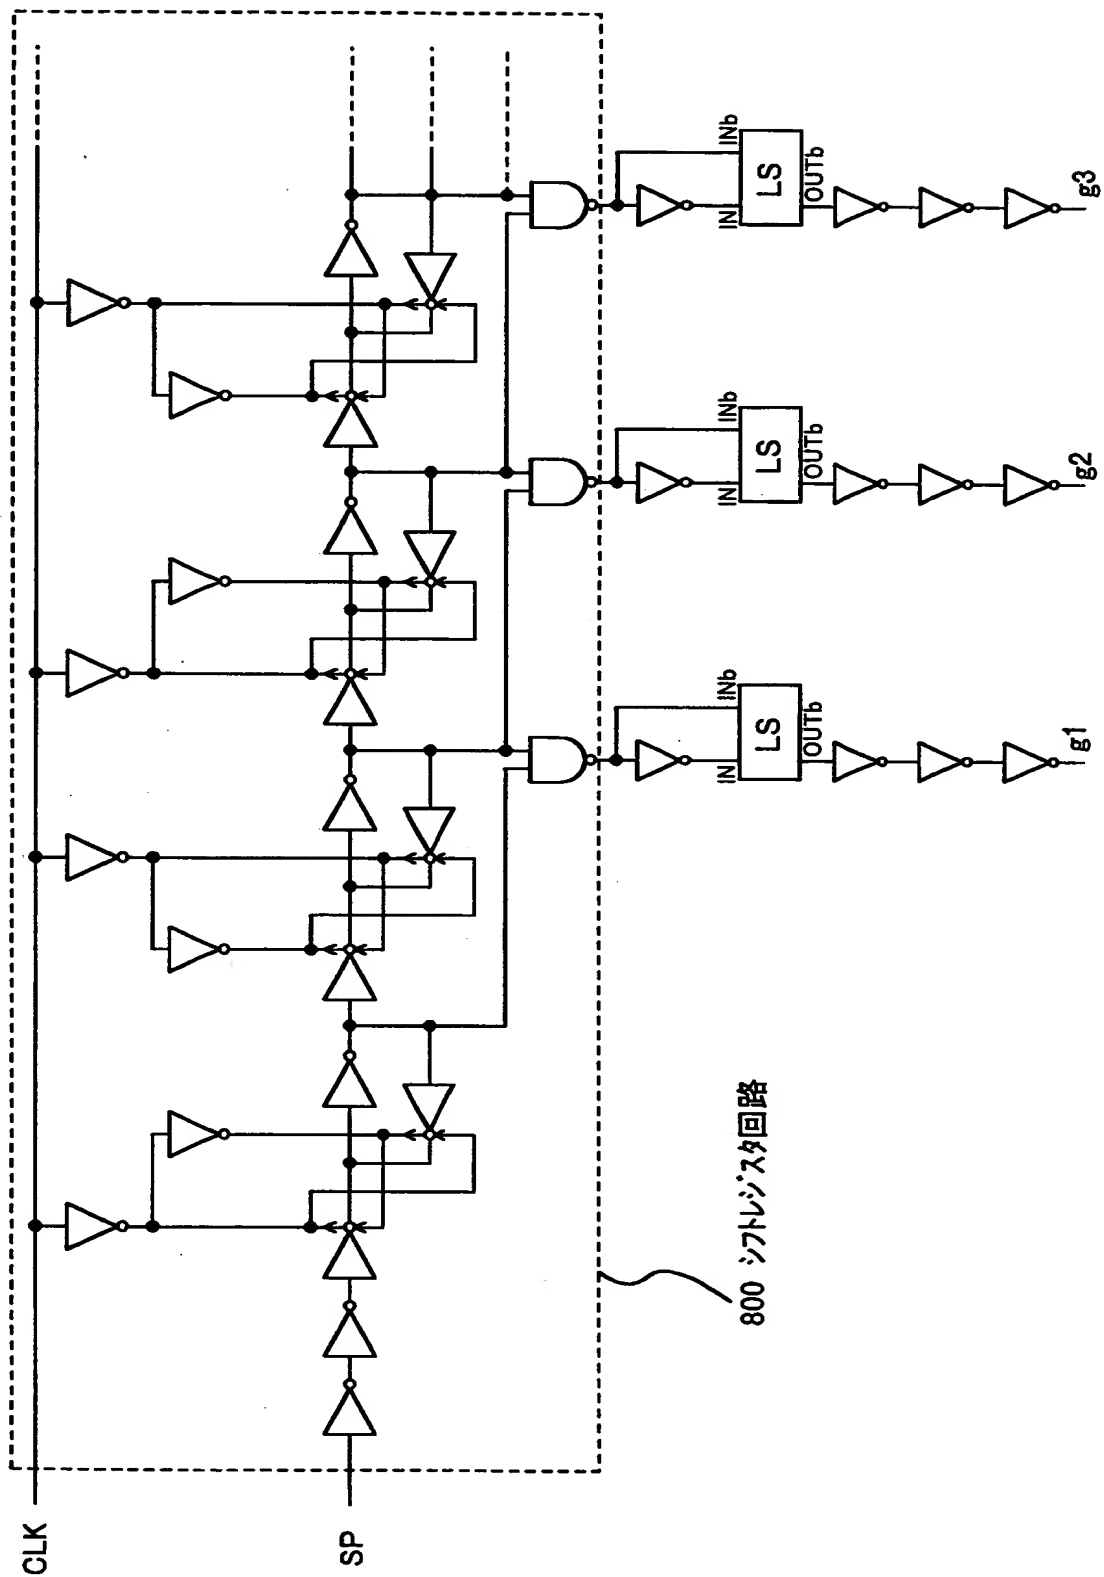 CLK
SP
800 シフトレジスタ回路
IN
INb
LS
OUTb
g1
IN
INb
LS
OUTb
g2
IN
INb
LS
OUTb
g3